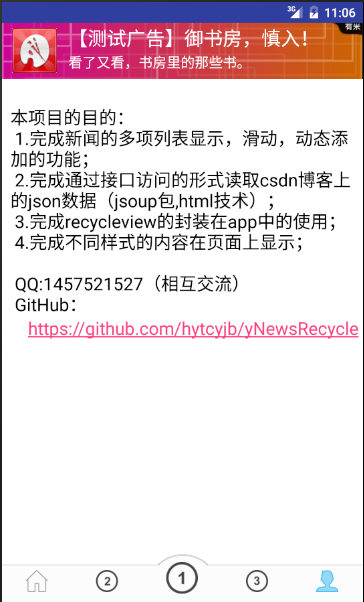 3G 11:06
有米
【测试广告】御书房，慎入！
看了又看，书房里的那些书。
本项目的目的：
1.完成新闻的多项列表显示，滑动，动态添
加的功能；
2.完成通过接口访问的形式读取csdn博客上
的json数据（jsoup包,html技术）；
3.完成recycleview的封装在app中的使用；
4.完成不同样式的内容在页面上显示；
QQ:1457521527（相互交流）
GitHub：
https://github.com/hytcyjb/yNewsRecycle
2 1 3